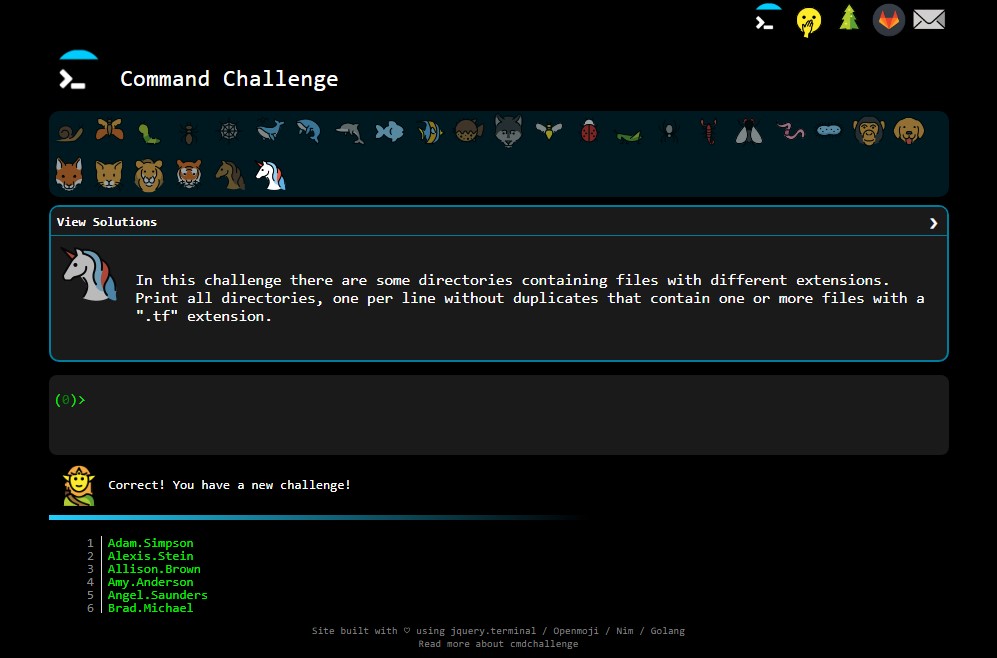 Command Challenge
View Solutions
In this challenge there are some directories containing files with different extensions.
Print all directories, one per line without duplicates that contain one or more files with a
".tf" extension.
(0)>
Correct! You have a new challenge!
1 Adam.Simpson
2 Alexis.Stein
3 Allison.Brown
4 Amy.Anderson
5 Angel.Saunders
6 Brad.Michael
Site built with ♡ using jquery.terminal / Openmoji / Nim / Golang
Read more about cmdchallenge